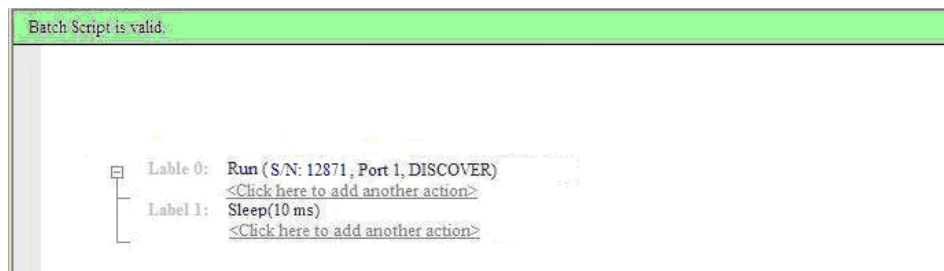 Batch Script is valid.
Lable 0: Run ( S/N: 12871 , Port 1, DISCOVER)
<Click here to add another action>
Label 1: Sleep(10 ms)
<Click here to add another action>